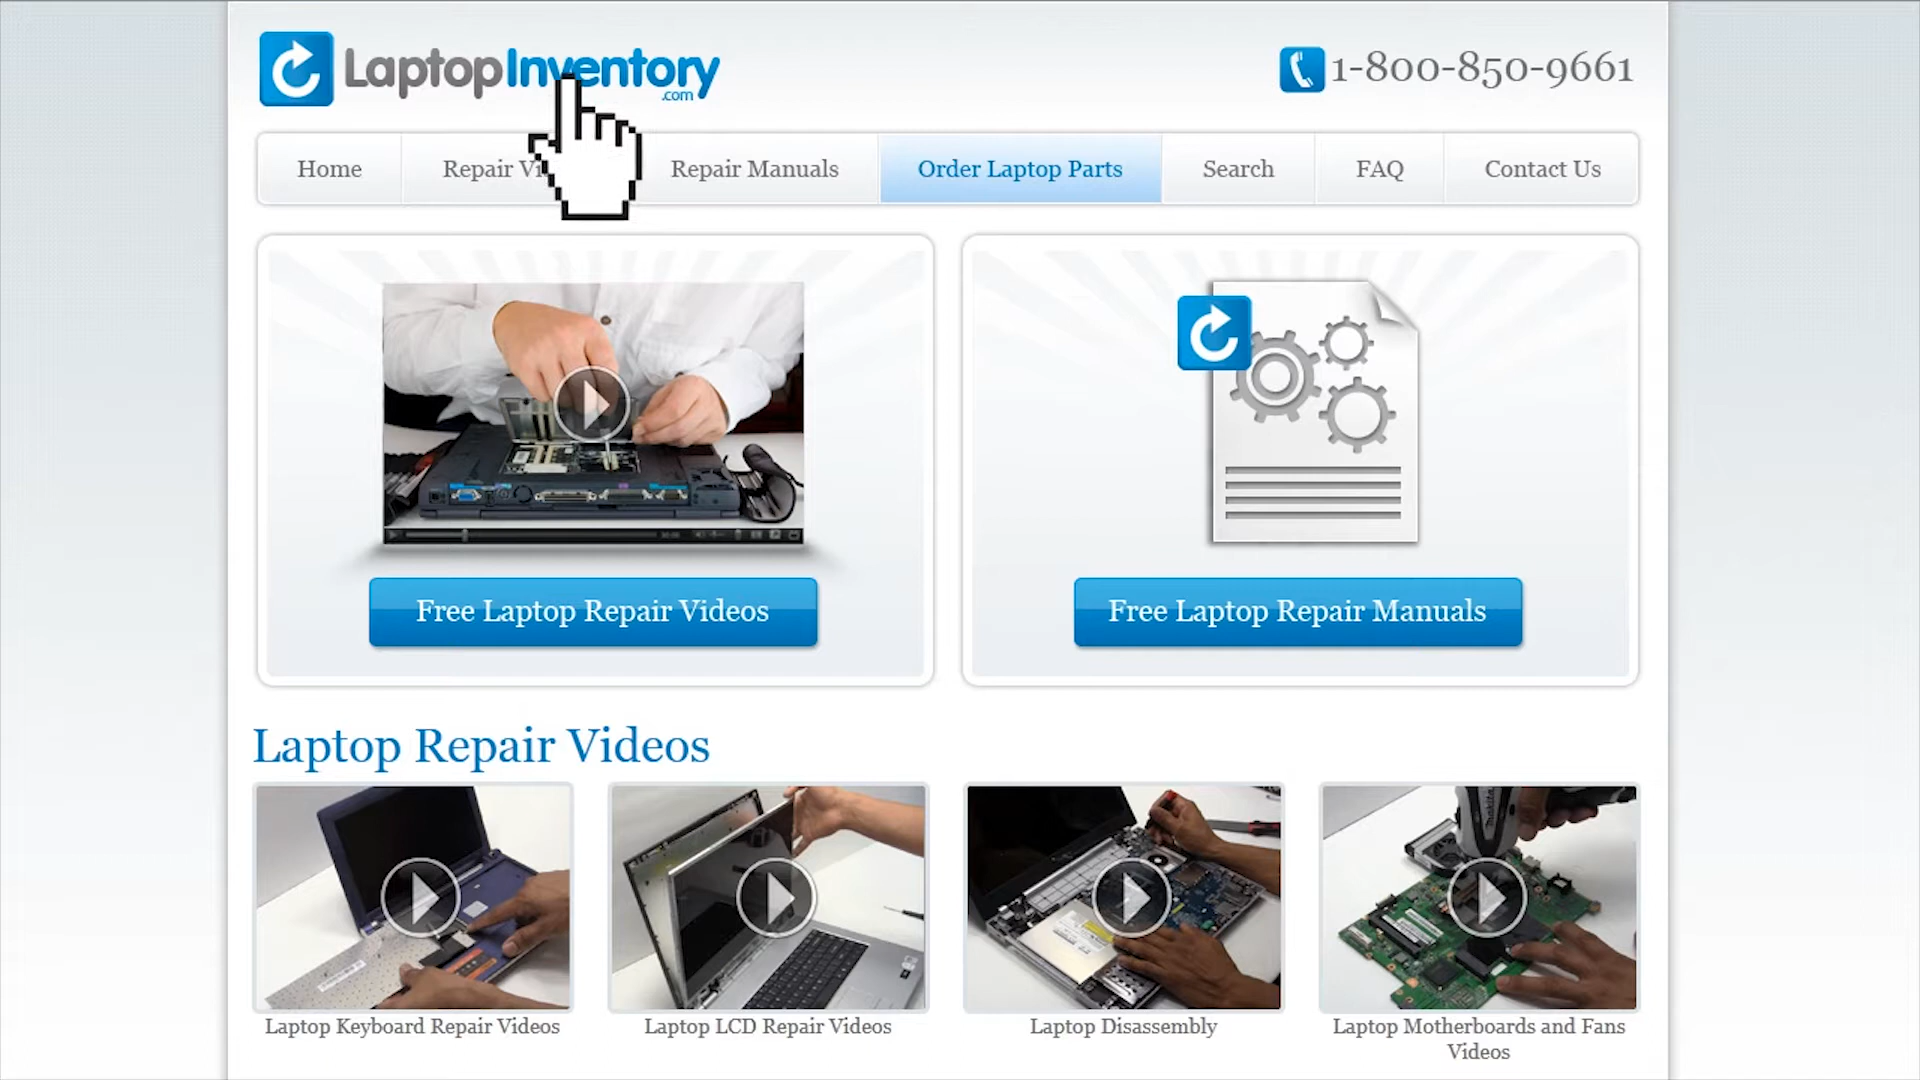 LaptopInventory
.com
1-800-850-9661
Home
Repair Vi
Repair Manuals
Order Laptop Parts
Search
FAQ
Contact Us
Free Laptop Repair Videos
Free Laptop Repair Manuals
Laptop Repair Videos
Laptop Keyboard Repair Videos
Laptop LCD Repair Videos
Laptop Disassembly
Laptop Motherboards and Fans
Videos